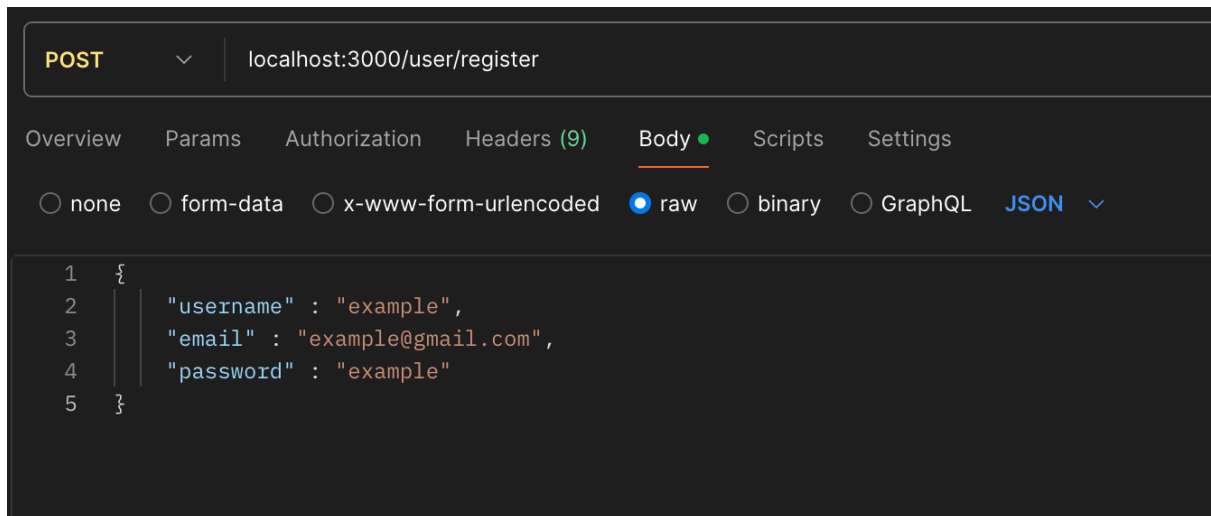 POST localhost:3000/user/register
Overview Params Authorization Headers (9) Body Scripts Settings
none form-data x-www-form-urlencoded raw binary GraphQL JSON
1 {
2 "username" : "example",
3 "email" : "example@gmail.com",
4 "password" : "example"
5 }